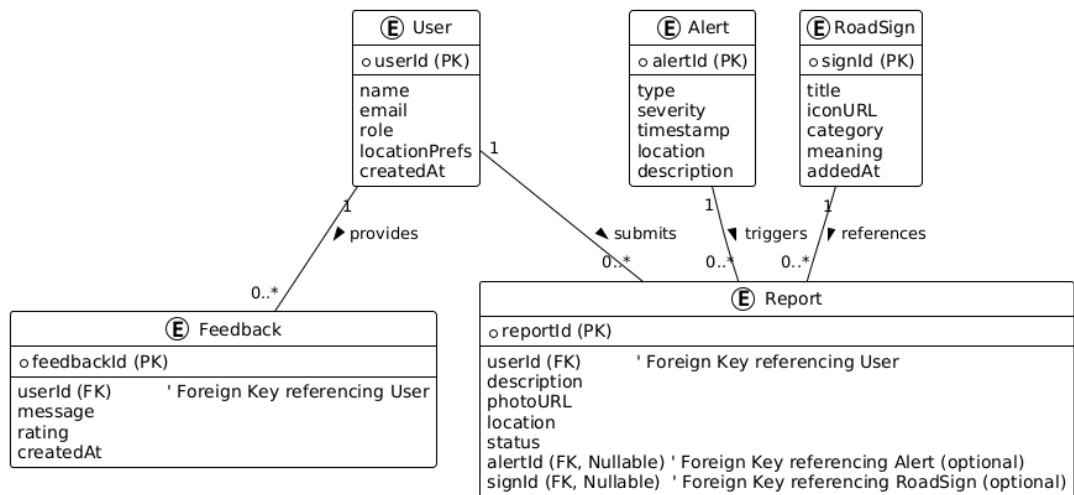 E User
userId (PK)
name
email
role
locationPrefs
createdAt
E Alert
alertId (PK)
type
severity
timestamp
location
description
E RoadSign
signId (PK)
title
iconURL
category
meaning
addedAt
1
1
1
1
provides
submits
triggers
references
0..*
0..*
0..*
0..*
E Feedback
feedbackId (PK)
userId (FK) ' Foreign Key referencing User
message
rating
createdAt
E Report
reportId (PK)
userId (FK) ' Foreign Key referencing User
description
photoURL
location
status
alertId (FK, Nullable) ' Foreign Key referencing Alert (optional)
signId (FK, Nullable) ' Foreign Key referencing RoadSign (optional)